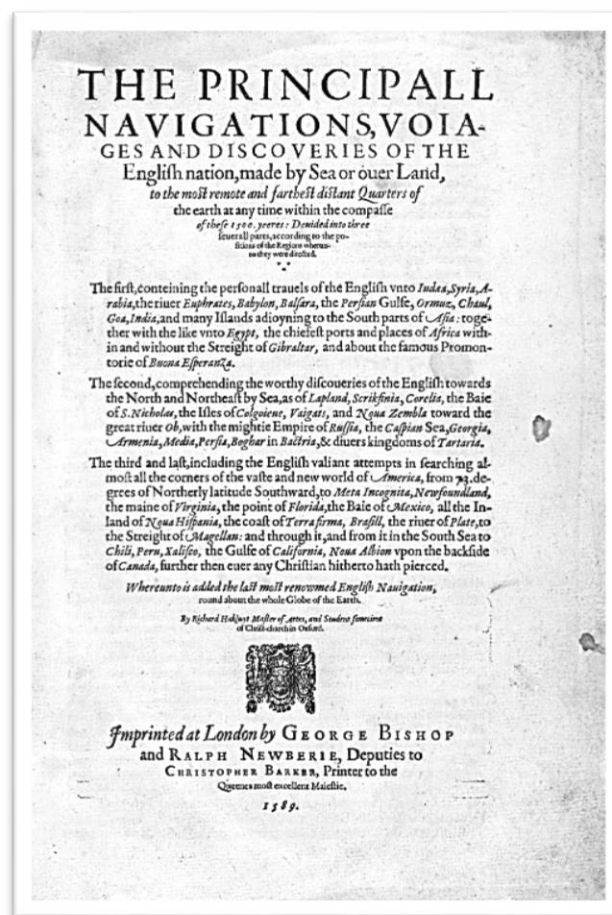 THE PRINCIPALL
NAVIGATIONS, VOIA-
GES AND DISCOVERIES OF THE
Engliſh nation, made by Sea or ouer Land,
to the moſt remote and fartheſt diſtant Quarters of
the earth at any time within the compaſſe
of theſe 1500. yeeres: Deuided into three
ſeuerall parts, according to the po-
ſitions of the Regions wherun-
to they were directed.
The firſt, conteining the perſonall trauels of the Engliſh vnto Iudæa, Syria, A-
rabia, the riuer Euphrates, Babylon, Balſara, the Perſian Gulfe, Ormuz, Chaul,
Goa, India, and many Iſlands adioyning to the South parts of Aſia: toge-
ther with the like vnto Egypt, the chiefeſt ports and places of Africa with-
in and without the Streight of Gibraltar, and about the famous Promon-
torie of Buona Eſperanza.
The ſecond, comprehending the worthy diſcoueries of the Engliſh towards
the North and Northeaſt by Sea, as of Lapland, Scrikfinia, Corelia, the Baie
of S. Nicholas, the Iſles of Colgoieue, Vaigats, and Noua Zembla toward the
great riuer Ob, with the mightie Empire of Ruſſia, the Caſpian Sea, Georgia,
Armenia, Media, Perſia, Boghar in Bactria, & diuers kingdoms of Tartaria.
The third and laſt, including the Engliſh valiant attempts in ſearching al-
moſt all the corners of the vaſte and new world of America, from 73. de-
grees of Northerly latitude Southward, to Meta Incognita, Newfoundland,
the maine of Virginia, the point of Florida, the Baie of Mexico, all the In-
land of Noua Hiſpania, the coaſt of Terra firma, Braſill, the riuer of Plate, to
the Streight of Magellan: and through it, and from it in the South Sea to
Chili, Peru, Xaliſco, the Gulfe of California, Noua Albion vpon the backſide
of Canada, further then euer any Chriſtian hitherto hath pierced.
Whereunto is added the laſt moſt renowmed Engliſh Nauigation,
round about the whole Globe of the Earth.
By Richard Hakluyt Maſter of Artes, and Student ſometime
of Chriſt-church in Oxford.
Imprinted at London by GEORGE BISHOP
and RALPH NEWBERIE, Deputies to
CHRISTOPHER BARKER, Printer to the
Queenes moſt excellent Maieſtie.
1589.